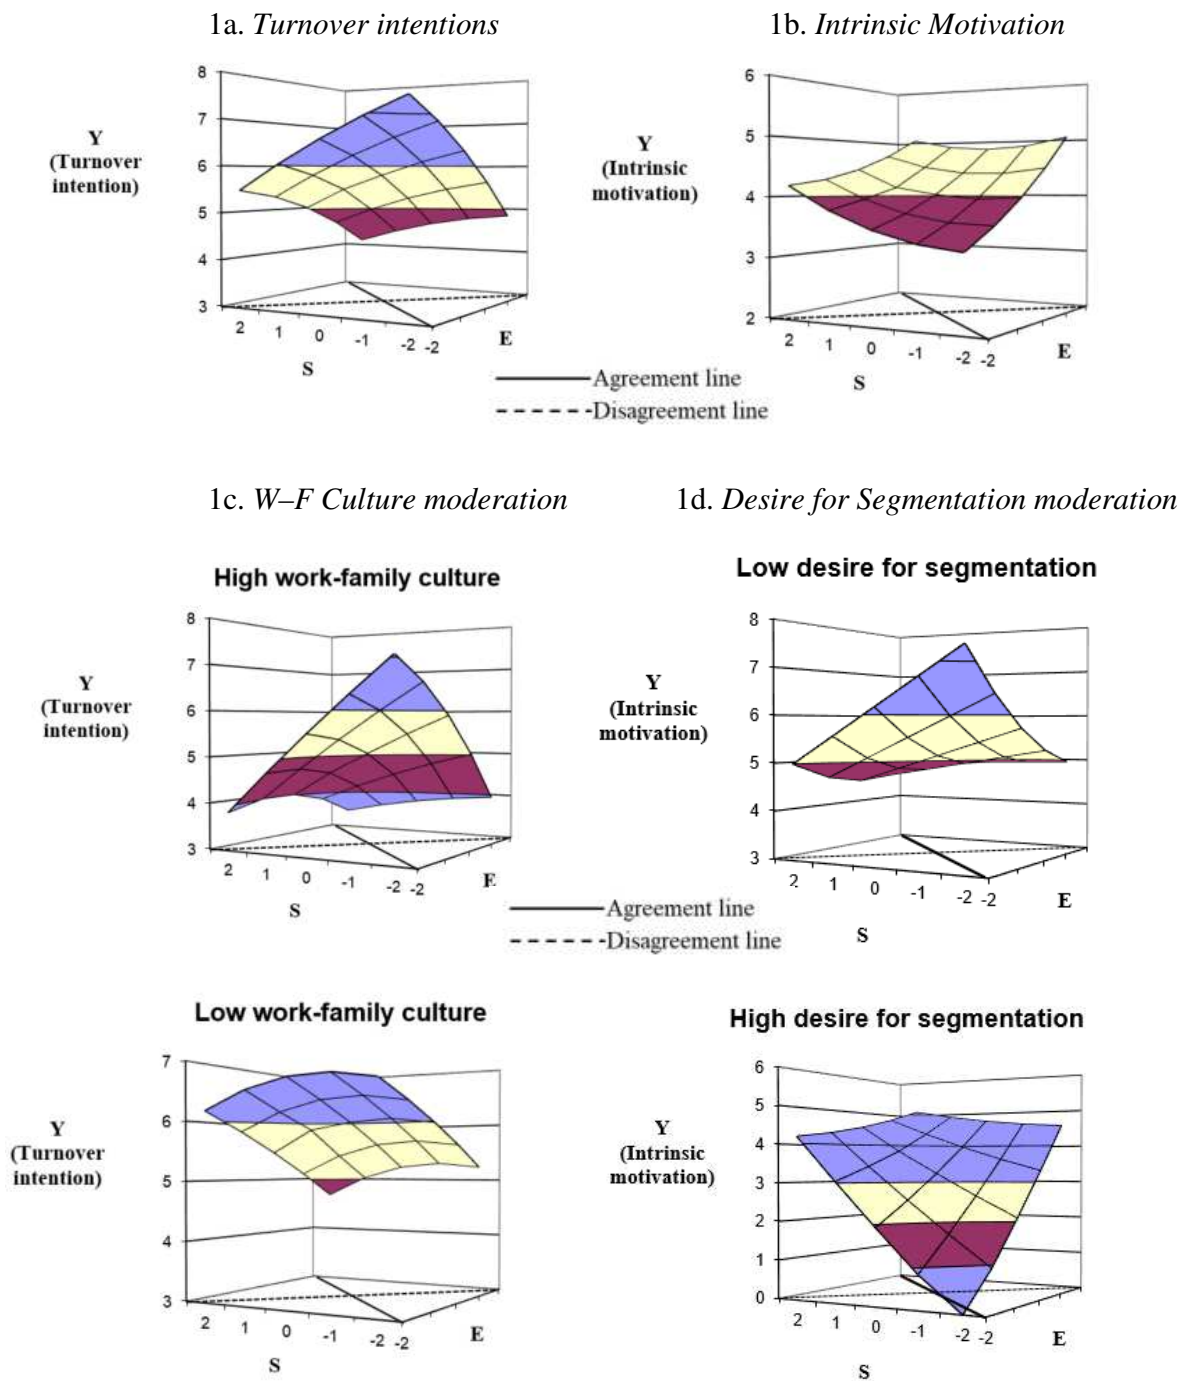 1a. Turnover intentions
1b. Intrinsic Motivation
8
7
6
5
4
3
Y
(Turnover
intention)
2
1
0
-1
-2
-2
S
E
6
5
4
3
2
Y
(Intrinsic
motivation)
2
1
0
-1
-2
-2
S
E
Agreement line
Disagreement line
1c. W–F Culture moderation
1d. Desire for Segmentation moderation
High work-family culture
8
7
6
5
4
3
Y
(Turnover
intention)
2
1
0
-1
-2
-2
S
E
Low desire for segmentation
8
7
6
5
4
3
Y
(Intrinsic
motivation)
2
1
0
-1
-2
-2
S
E
Agreement line
Disagreement line
Low work-family culture
7
6
5
4
3
Y
(Turnover
intention)
2
1
0
-1
-2
-2
S
E
High desire for segmentation
6
5
4
3
2
1
0
Y
(Intrinsic
motivation)
2
1
0
-1
-2
-2
S
E